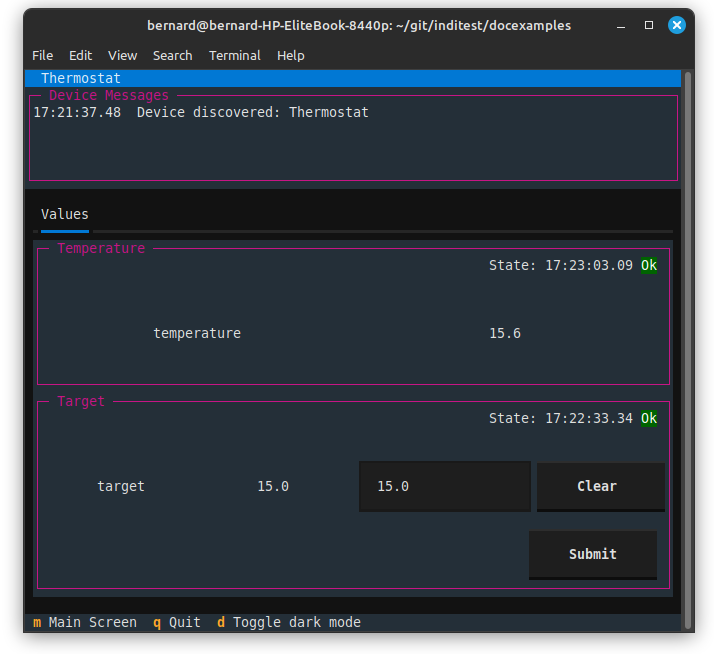 bernard@bernard-HP-EliteBook-8440p: ~/git/inditest/docexamples
File Edit View Search Terminal Help
Thermostat
Device Messages
17:21:37.48 Device discovered: Thermostat
Values
Temperature
State: 17:23:03.09 Ok
temperature 15.6
Target
State: 17:22:33.34 Ok
target 15.0 15.0 Clear
Submit
m Main Screen q Quit d Toggle dark mode